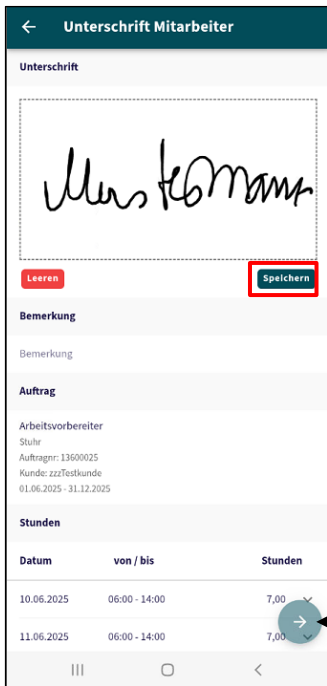 Unterschrift Mitarbeiter
Unterschrift
Mustermann
Leeren
Speichern
Bemerkung
Bemerkung
Auftrag
Arbeitsvorbereiter
Stuhr
Auftragnr: 13600025
Kunde: zzzTestkunde
01.06.2025 - 31.12.2025
Stunden
Datum von / bis Stunden
10.06.2025 06:00 - 14:00 7,00
11.06.2025 06:00 - 14:00 7,00